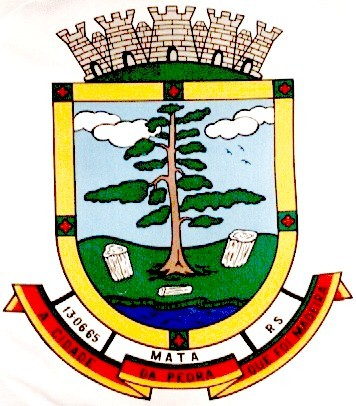 13·06·65
MATA
RS
A CIDADE
DA PEDRA
QUE FOI MADEIRA